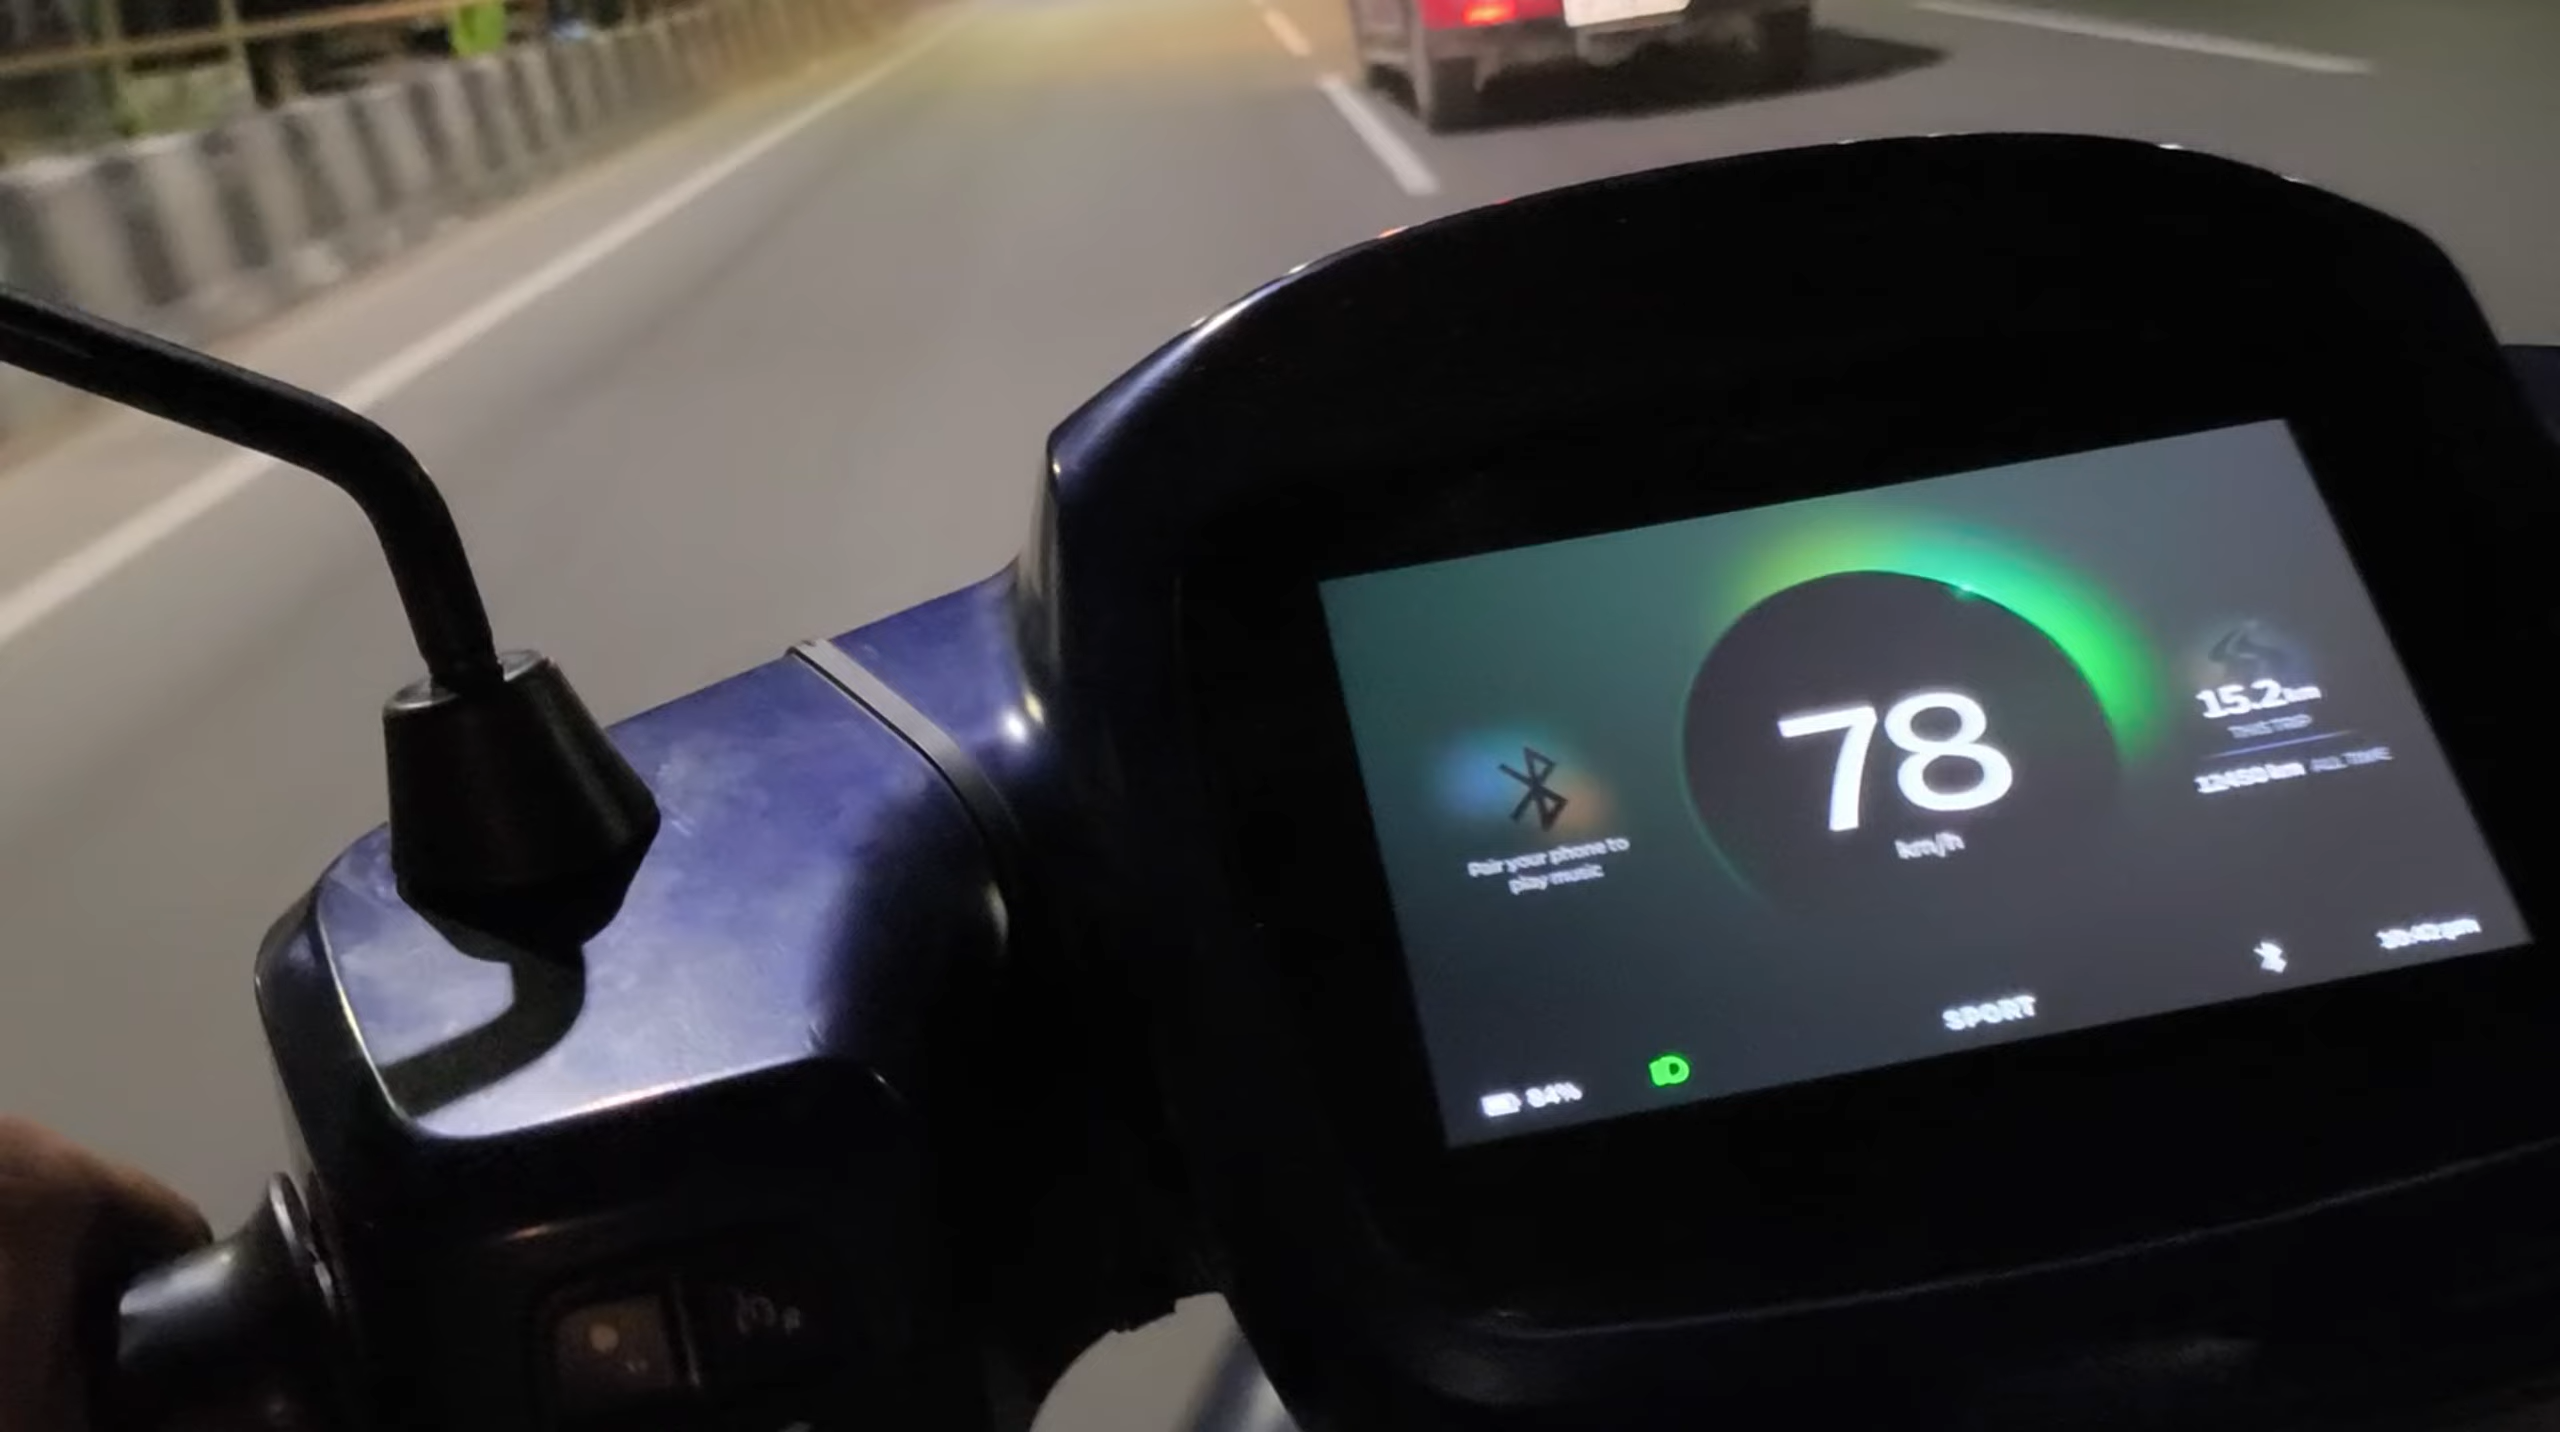 Pair your phone to
play music
78
km/h
15.2km
THIS TRIP
ALL TIME
SPORT
84%